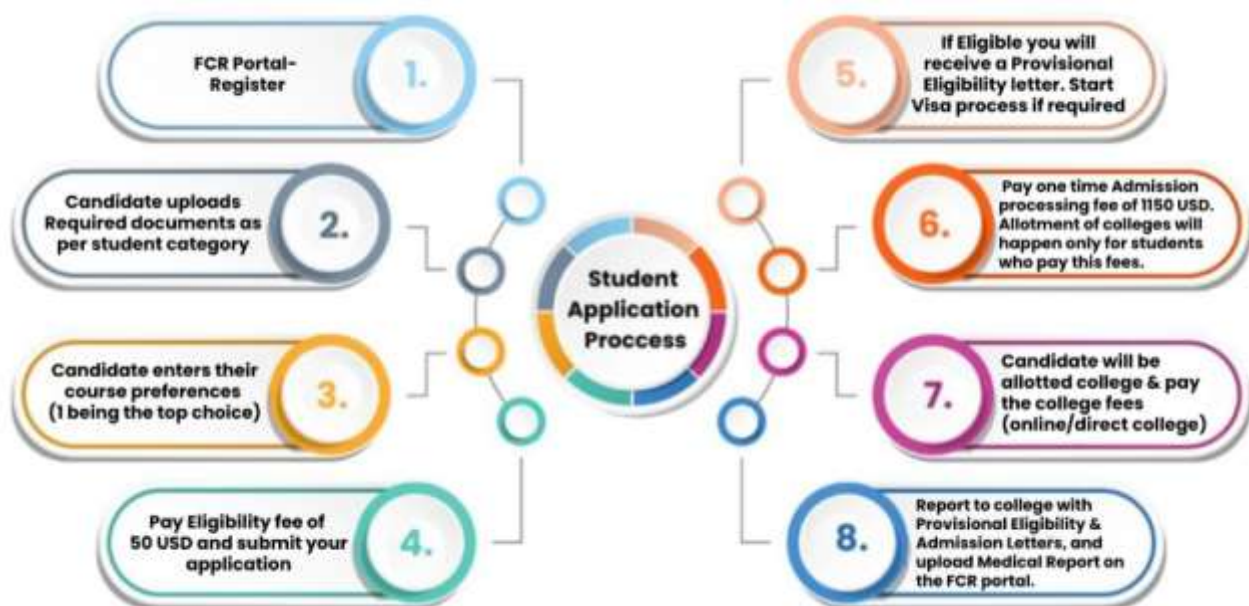 1.
FCR Portal-
Register
2.
Candidate uploads
Required documents as
per student category
3.
Candidate enters their
course preferences
(1 being the top choice)
4.
Pay Eligibility fee of
50 USD and submit your
application
Student
Application
Proccess
5.
If Eligible you will
receive a Provisional
Eligibility letter. Start
Visa process if required
6.
Pay one time Admission
processing fee of 1150 USD.
Allotment of colleges will
happen only for students
who pay this fees.
7.
Candidate will be
allotted college & pay
the college fees
(online/direct college)
8.
Report to college with
Provisional Eligibility &
Admission Letters, and
upload Medical Report on
the FCR portal.